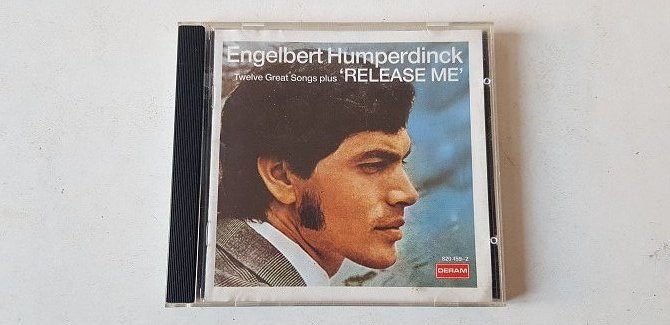 Engelbert Humperdinck
Twelve Great Songs plus 'RELEASE ME'
DERAM